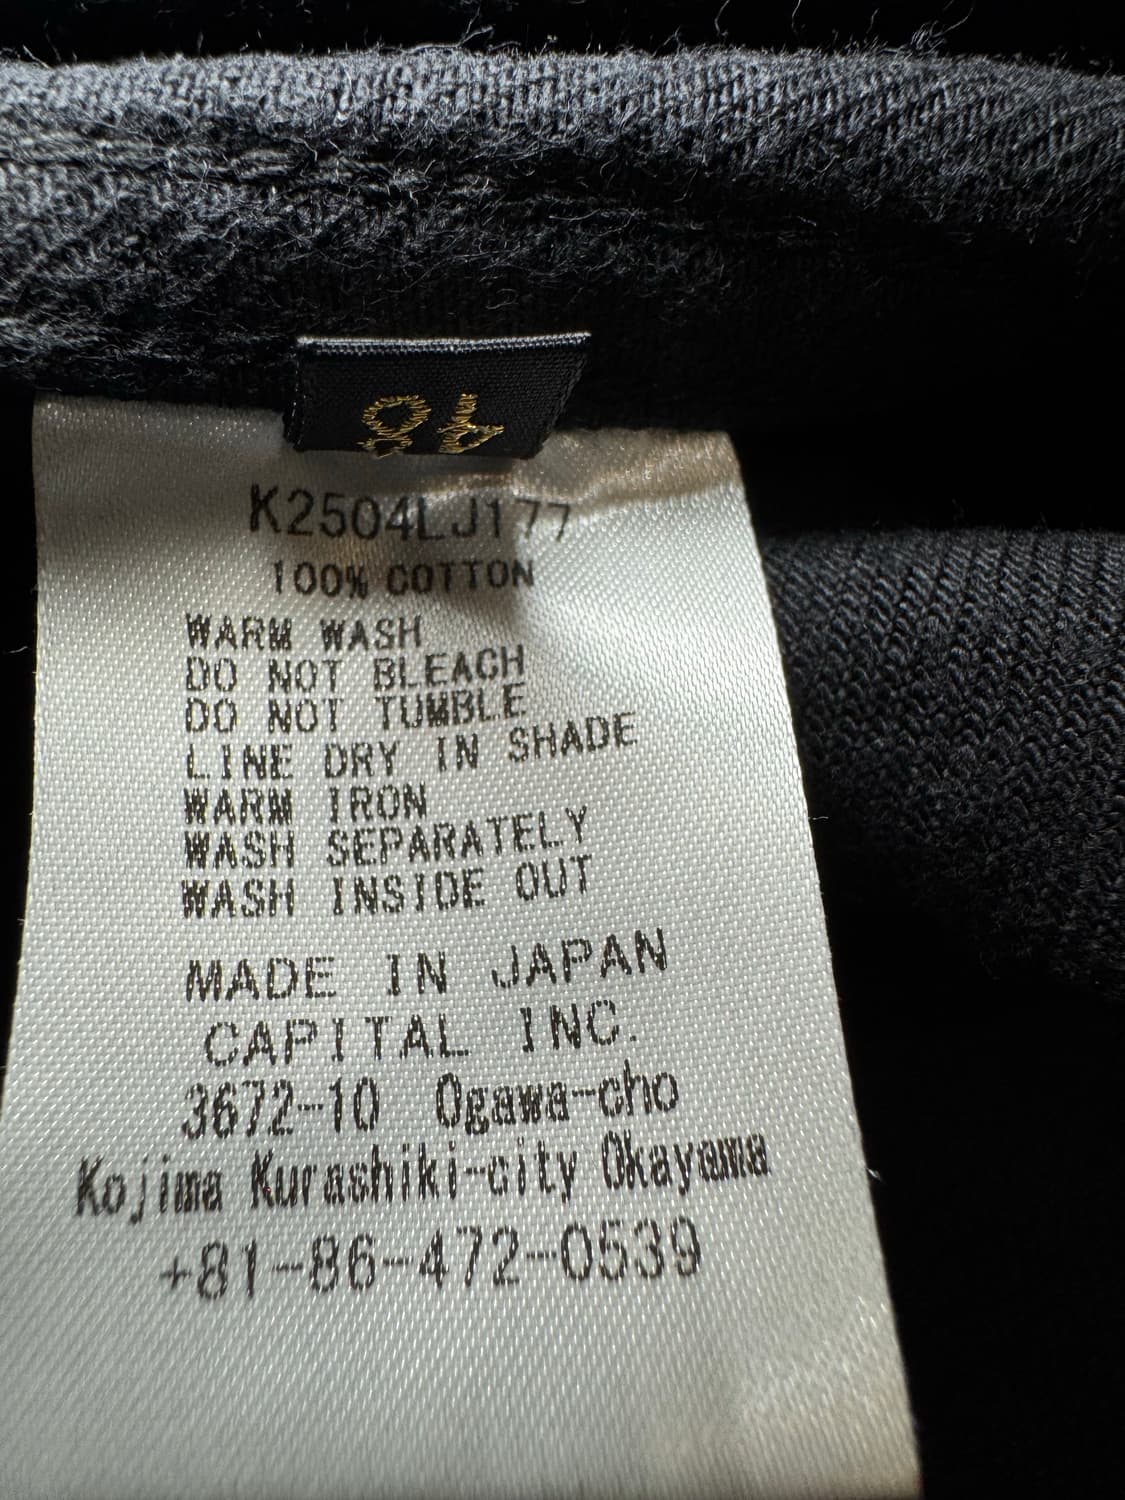 K2504LJ177
100% COTTON
WARM WASH
DO NOT BLEACH
DO NOT TUMBLE
LINE DRY IN SHADE
WARM IRON
WASH SEPARATELY
WASH INSIDE OUT
MADE IN JAPAN
CAPITAL INC.
3672-10 Ogawa-cho
Kojima Kurashiki-city Okayama
+81-86-472-0539